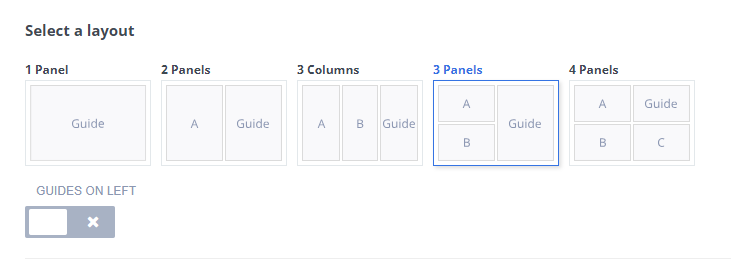 Select a layout
1 Panel
2 Panels
3 Columns
3 Panels
4 Panels
Guide
A Guide
A B Guide
A
B
Guide
A Guide
B C
GUIDES ON LEFT